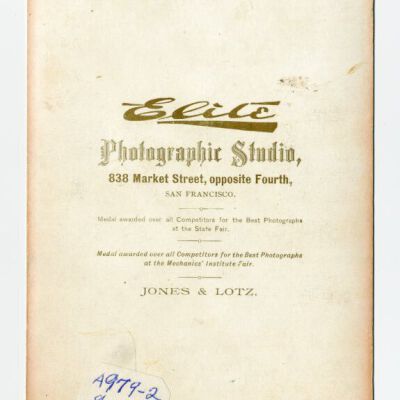 Elite
Photographic Studio,
838 Market Street, opposite Fourth,
SAN FRANCISCO.
Medal awarded over all Competitors for the Best Photographs
at the State Fair.
Medal awarded over all Competitors for the Best Photographs
at the Mechanics' Institute Fair.
JONES & LOTZ.
A979-2